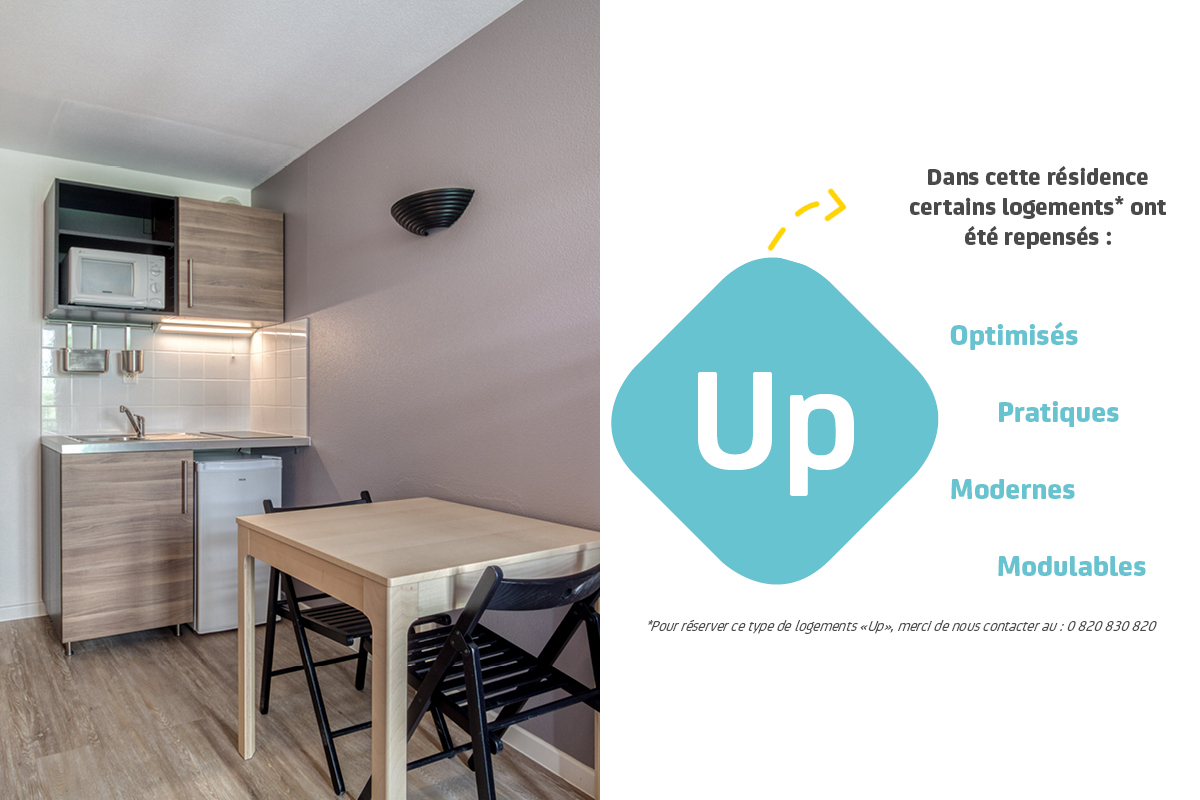 Dans cette résidence
certains logements* ont
été repensés :
Up
Optimisés
Pratiques
Modernes
Modulables
*Pour réserver ce type de logements «Up», merci de nous contacter au : 0 820 830 820